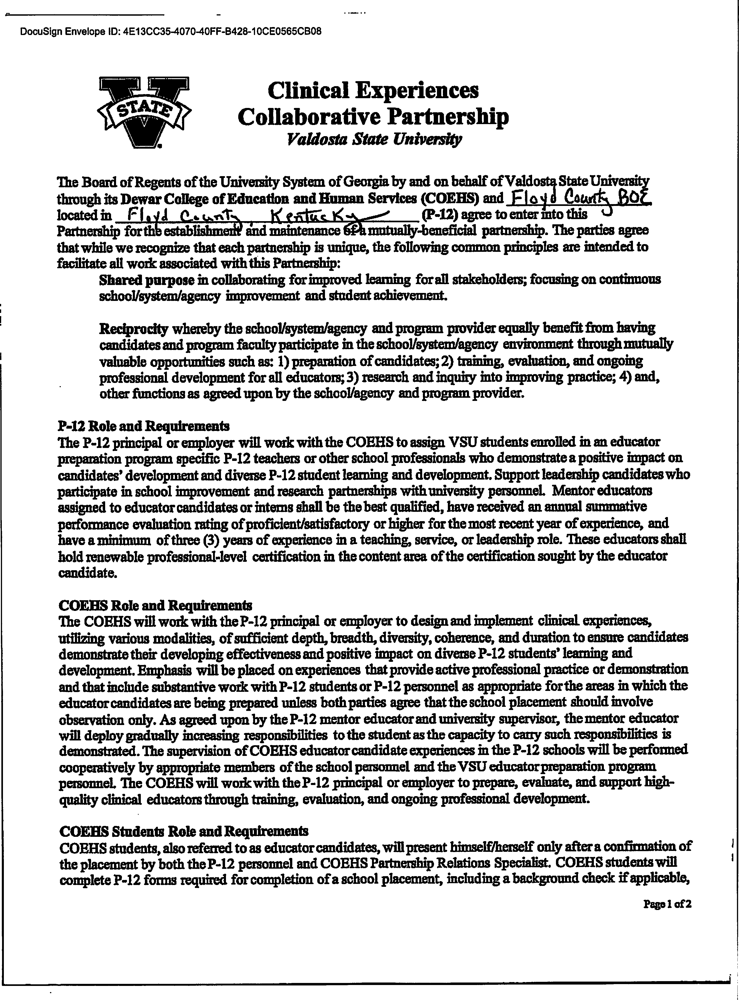 DocuSign Envelope ID: 4E13CC35-4070-40FF-B428-10CE0565CB08
STATE
V
Clinical Experiences
Collaborative Partnership
Valdosta State University
The Board of Regents of the University System of Georgia by and on behalf of Valdosta State University
through its Dewar College of Education and Human Services (COEHS) and Floyd County BOE
located in Floyd County, Kentucky (P-12) agree to enter into this
Partnership for the establishment and maintenance of a mutually-beneficial partnership. The parties agree
that while we recognize that each partnership is unique, the following common principles are intended to
facilitate all work associated with this Partnership:
Shared purpose in collaborating for improved learning for all stakeholders; focusing on continuous
school/system/agency improvement and student achievement.
Reciprocity whereby the school/system/agency and program provider equally benefit from having
candidates and program faculty participate in the school/system/agency environment through mutually
valuable opportunities such as: 1) preparation of candidates; 2) training, evaluation, and ongoing
professional development for all educators; 3) research and inquiry into improving practice; 4) and,
other functions as agreed upon by the school/agency and program provider.
P-12 Role and Requirements
The P-12 principal or employer will work with the COEHS to assign VSU students enrolled in an educator
preparation program specific P-12 teachers or other school professionals who demonstrate a positive impact on
candidates' development and diverse P-12 student learning and development. Support leadership candidates who
participate in school improvement and research partnerships with university personnel. Mentor educators
assigned to educator candidates or interns shall be the best qualified, have received an annual summative
performance evaluation rating of proficient/satisfactory or higher for the most recent year of experience, and
have a minimum of three (3) years of experience in a teaching, service, or leadership role. These educators shall
hold renewable professional-level certification in the content area of the certification sought by the educator
candidate.
COEHS Role and Requirements
The COEHS will work with the P-12 principal or employer to design and implement clinical experiences,
utilizing various modalities, of sufficient depth, breadth, diversity, coherence, and duration to ensure candidates
demonstrate their developing effectiveness and positive impact on diverse P-12 students' learning and
development. Emphasis will be placed on experiences that provide active professional practice or demonstration
and that include substantive work with P-12 students or P-12 personnel as appropriate for the areas in which the
educator candidates are being prepared unless both parties agree that the school placement should involve
observation only. As agreed upon by the P-12 mentor educator and university supervisor, the mentor educator
will deploy gradually increasing responsibilities to the student as the capacity to carry such responsibilities is
demonstrated. The supervision of COEHS educator candidate experiences in the P-12 schools will be performed
cooperatively by appropriate members of the school personnel and the VSU educator preparation program
personnel. The COEHS will work with the P-12 principal or employer to prepare, evaluate, and support high-
quality clinical educators through training, evaluation, and ongoing professional development.
COEHS Students Role and Requirements
COEHS students, also referred to as educator candidates, will present himself/herself only after a confirmation of
the placement by both the P-12 personnel and COEHS Partnership Relations Specialist. COEHS students will
complete P-12 forms required for completion of a school placement, including a background check if applicable,
Page 1 of 2